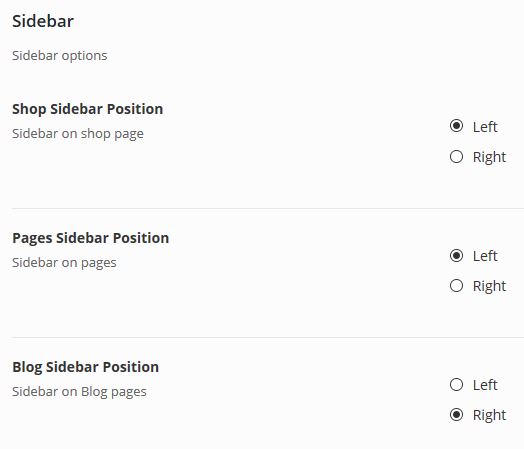 Sidebar
Sidebar options
Shop Sidebar Position
Sidebar on shop page
Left
Right
Pages Sidebar Position
Sidebar on pages
Left
Right
Blog Sidebar Position
Sidebar on Blog pages
Left
Right